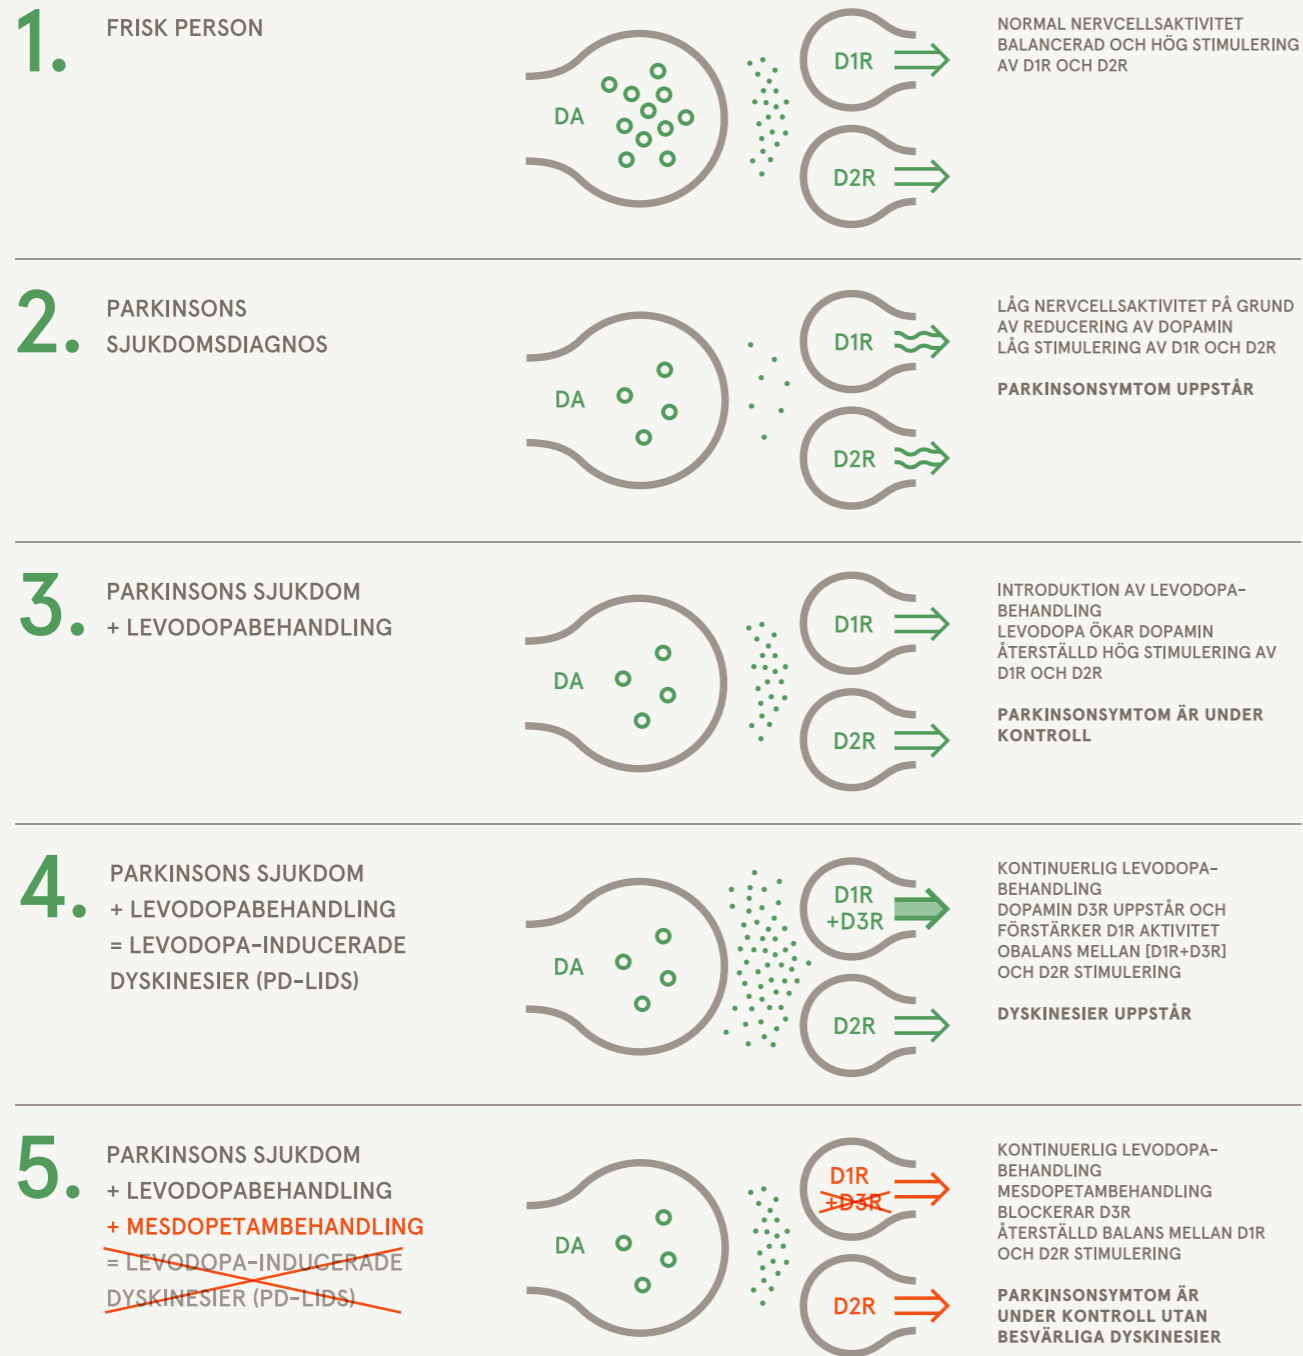 1.
FRISK PERSON
DA
D1R
D2R
NORMAL NERVCELLSAKTIVITET
BALANCERAD OCH HÖG STIMULERING
AV D1R OCH D2R
2.
PARKINSONS
SJUKDOMSDIAGNOS
DA
D1R
D2R
LÅG NERVCELLSAKTIVITET PÅ GRUND
AV REDUCERING AV DOPAMIN
LÅG STIMULERING AV D1R OCH D2R
PARKINSONSYMTOM UPPSTÅR
3.
PARKINSONS SJUKDOM
+ LEVODOPABEHANDLING
DA
D1R
D2R
INTRODUKTION AV LEVODOPA-
BEHANDLING
LEVODOPA ÖKAR DOPAMIN
ÅTERSTÄLLD HÖG STIMULERING AV
D1R OCH D2R
PARKINSONSYMTOM ÄR UNDER
KONTROLL
4.
PARKINSONS SJUKDOM
+ LEVODOPABEHANDLING
= LEVODOPA-INDUCERADE
DYSKINESIER (PD-LIDS)
DA
D1R
+D3R
D2R
KONTINUERLIG LEVODOPA-
BEHANDLING
DOPAMIN D3R UPPSTÅR OCH
FÖRSTÄRKER D1R AKTIVITET
OBALANS MELLAN [D1R+D3R]
OCH D2R STIMULERING
DYSKINESIER UPPSTÅR
5.
PARKINSONS SJUKDOM
+ LEVODOPABEHANDLING
+ MESDOPETAMBEHANDLING
= LEVODOPA-INDUCERADE
DYSKINESIER (PD-LIDS)
DA
D1R
+D3R
D2R
KONTINUERLIG LEVODOPA-
BEHANDLING
MESDOPETAMBEHANDLING
BLOCKERAR D3R
ÅTERSTÄLLD BALANS MELLAN D1R
OCH D2R STIMULERING
PARKINSONSYMTOM ÄR
UNDER KONTROLL UTAN
BESVÄRLIGA DYSKINESIER